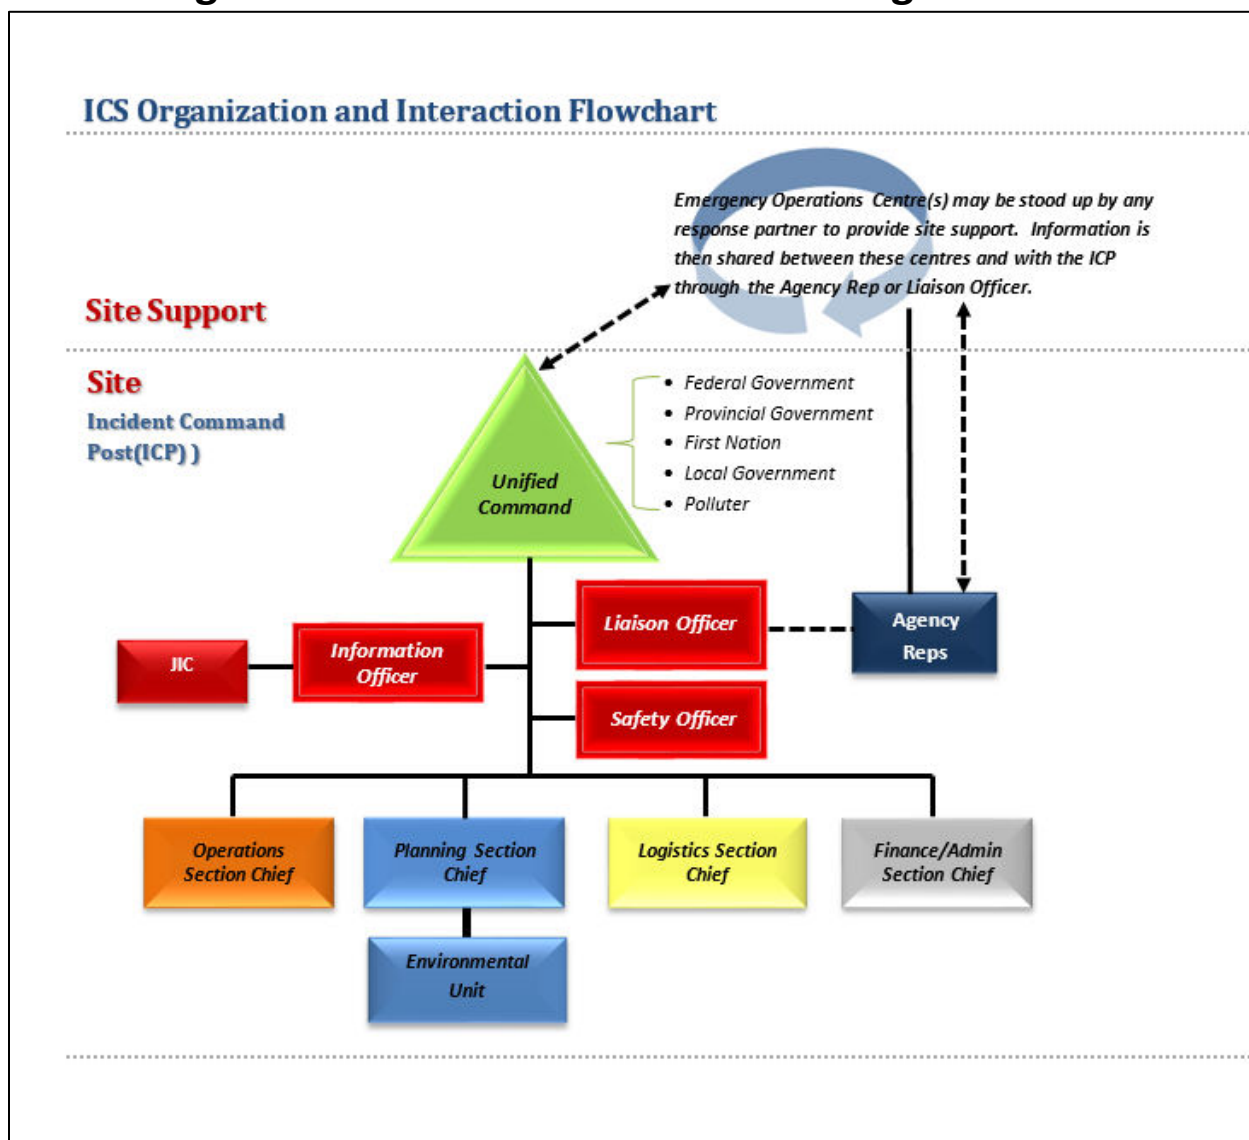 ICS Organization and Interaction Flowchart
Emergency Operations Centre(s) may be stood up by any
response partner to provide site support. Information is
then shared between these centres and with the ICP
through the Agency Rep or Liaison Officer.
Site Support
Site
Incident Command
Post(ICP) )
• Federal Government
• Provincial Government
• First Nation
• Local Government
• Polluter
Unified
Command
Liaison Officer
Agency
Reps
JIC
Information
Officer
Safety Officer
Operations
Section Chief
Planning Section
Chief
Logistics Section
Chief
Finance/Admin
Section Chief
Environmental
Unit